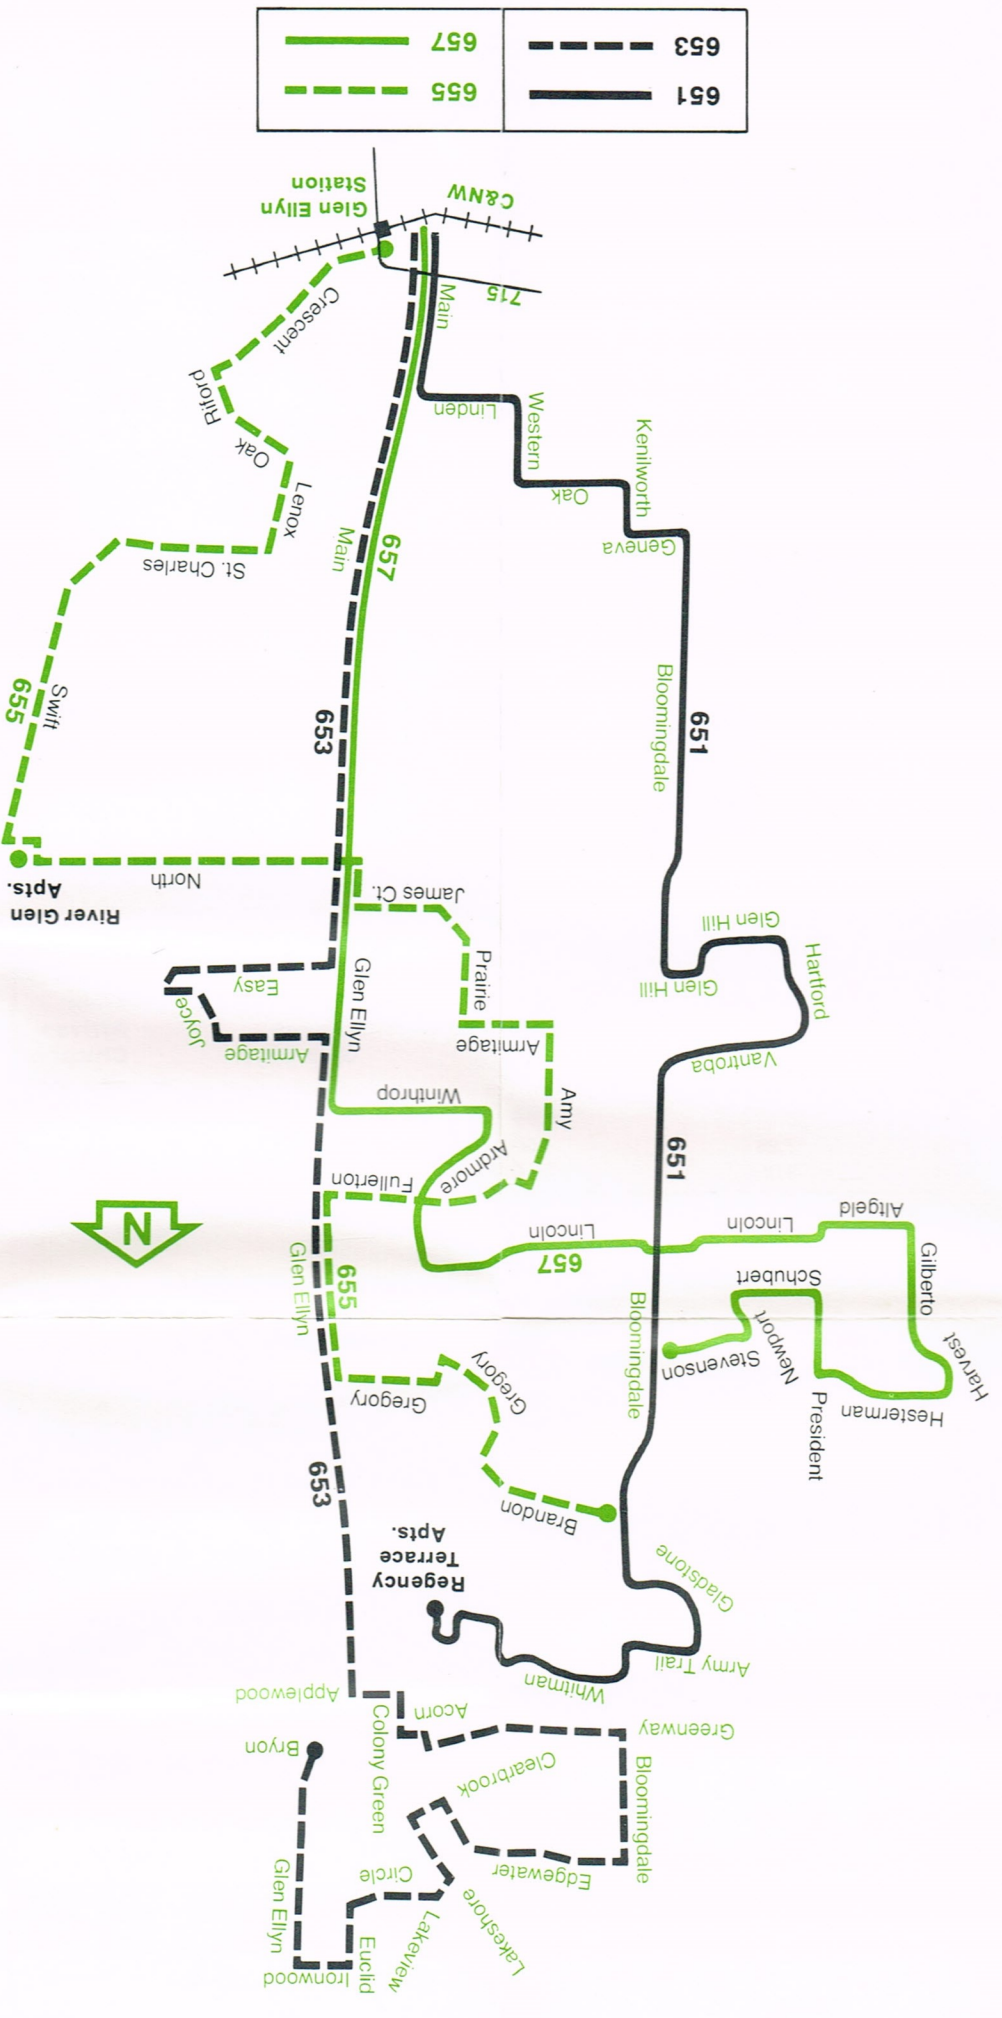 Ironwood
Euclid
Glen Ellyn
Lakeview
Lakeshore
Circle
Edgewater
Bloomingdale
Clearbrook
Colony Green
Bryon
Greenway
Acorn
Applewood
Whitman
Army Trail
Gladstone
Regency
Terrace
Apts.
Brandon
653
Gregory
Gregory
Hesterman
Harvest
President
Newport
Stevenson
Bloomingdale
Schubert
Gilberto
Glen Ellyn
655
657
Lincoln
Lincoln
Altgeld
N
Fullerton
Ardmore
651
Amy
Winthrop
Vantroba
Armitage
Armitage
Joyce
Easy
Glen Ellyn
Prairie
Glen Hill
Glen Hill
Hartford
James Ct.
River Glen
Apts.
North
653
651
Bloomingdale
655
Swift
St. Charles
Main
657
Geneva
Kenilworth
Lenox
Oak
Oak
Western
Riford
Linden
Crescent
Main
715
Glen Ellyn
Station
C&NW
651
655
653
657